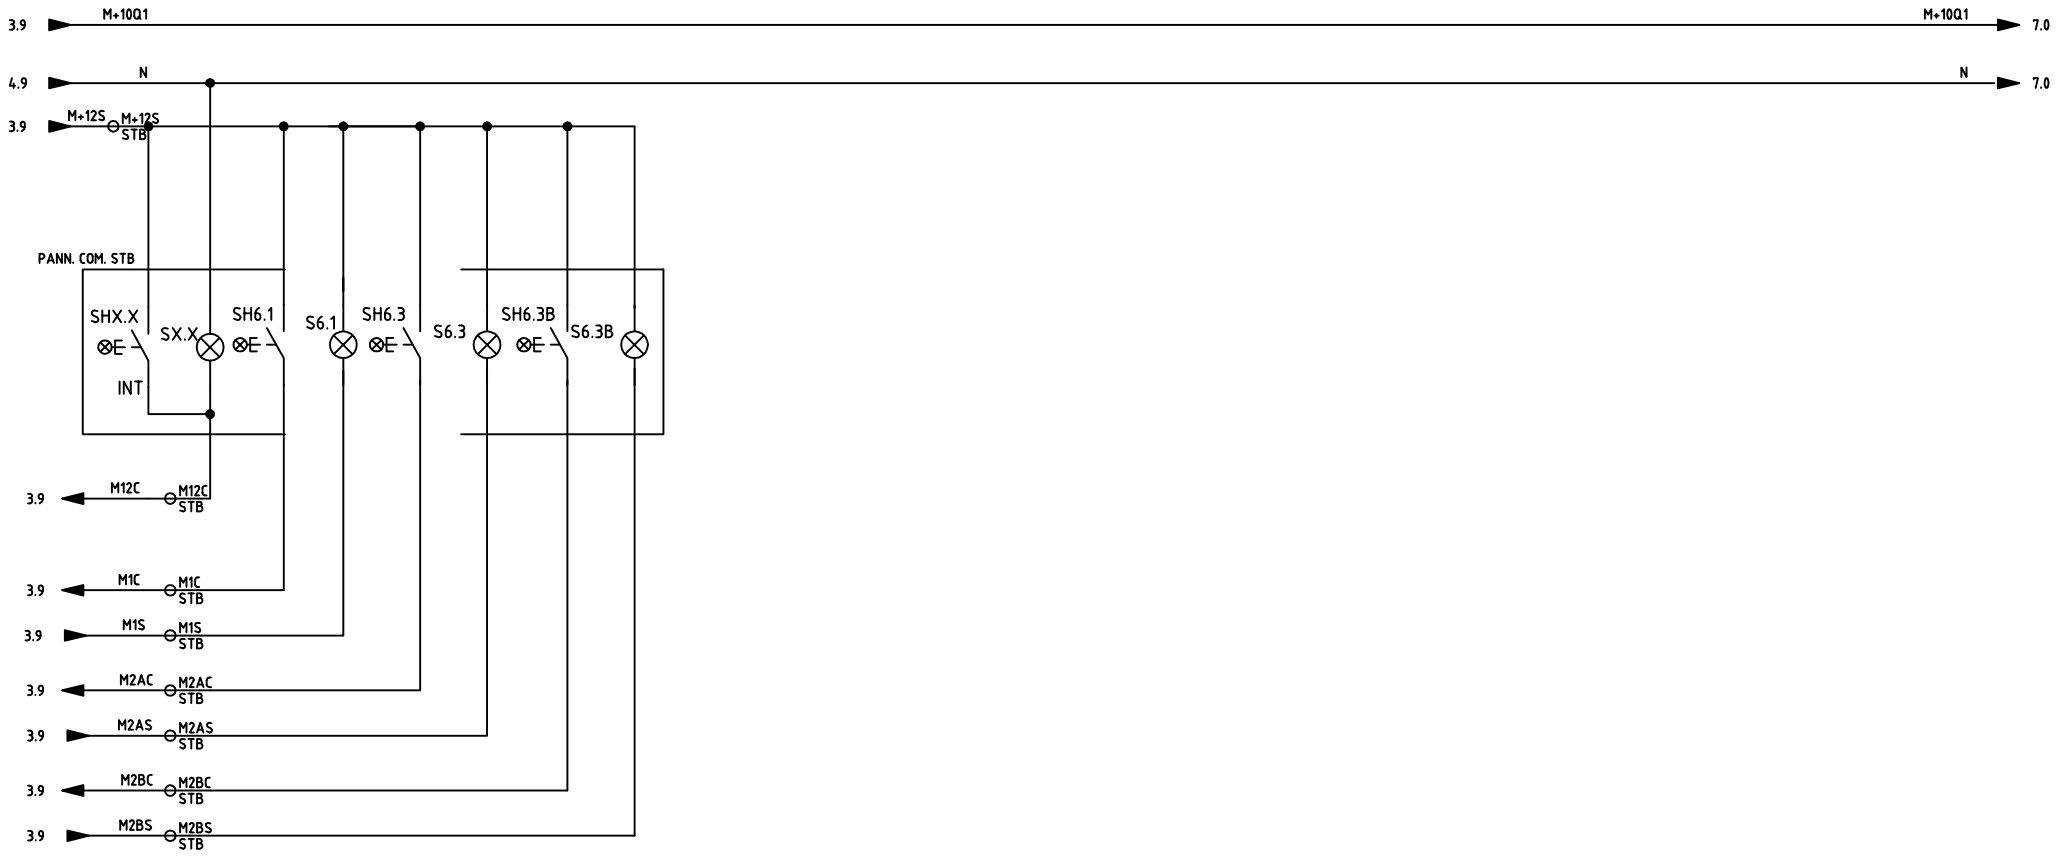 M+10Q1 M+10Q1
3.9 7.0
N N
4.9 7.0
M+12S M+12S
3.9 STB
PANN. COM. STB
SHX.X SX.X SH6.1 S6.1 SH6.3 S6.3 SH6.3B S6.3B
INT
M12C M12C
3.9 STB
M1C M1C
3.9 STB
M1S M1S
3.9 STB
M2AC M2AC
3.9 STB
M2AS M2AS
3.9 STB
M2BC M2BC
3.9 STB
M2BS M2BS
3.9 STB